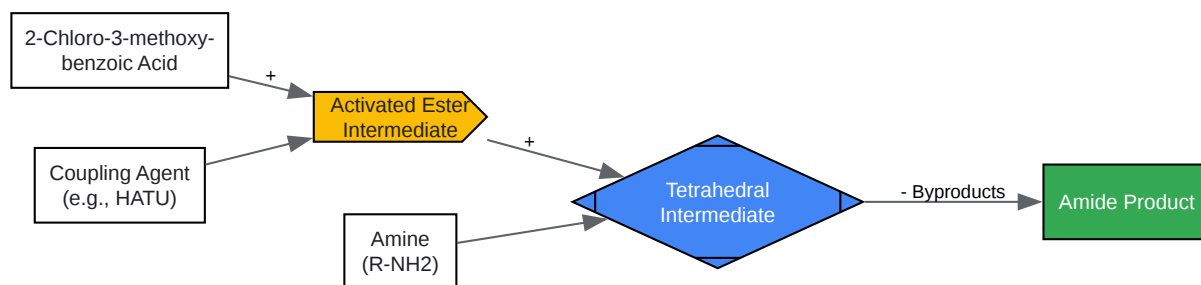 2-Chloro-3-methoxy-
benzoic Acid
+
Activated Ester
Intermediate
Coupling Agent
(e.g., HATU)
+
Tetrahedral
Intermediate
- Byproducts
Amide Product
Amine
(R-NH2)